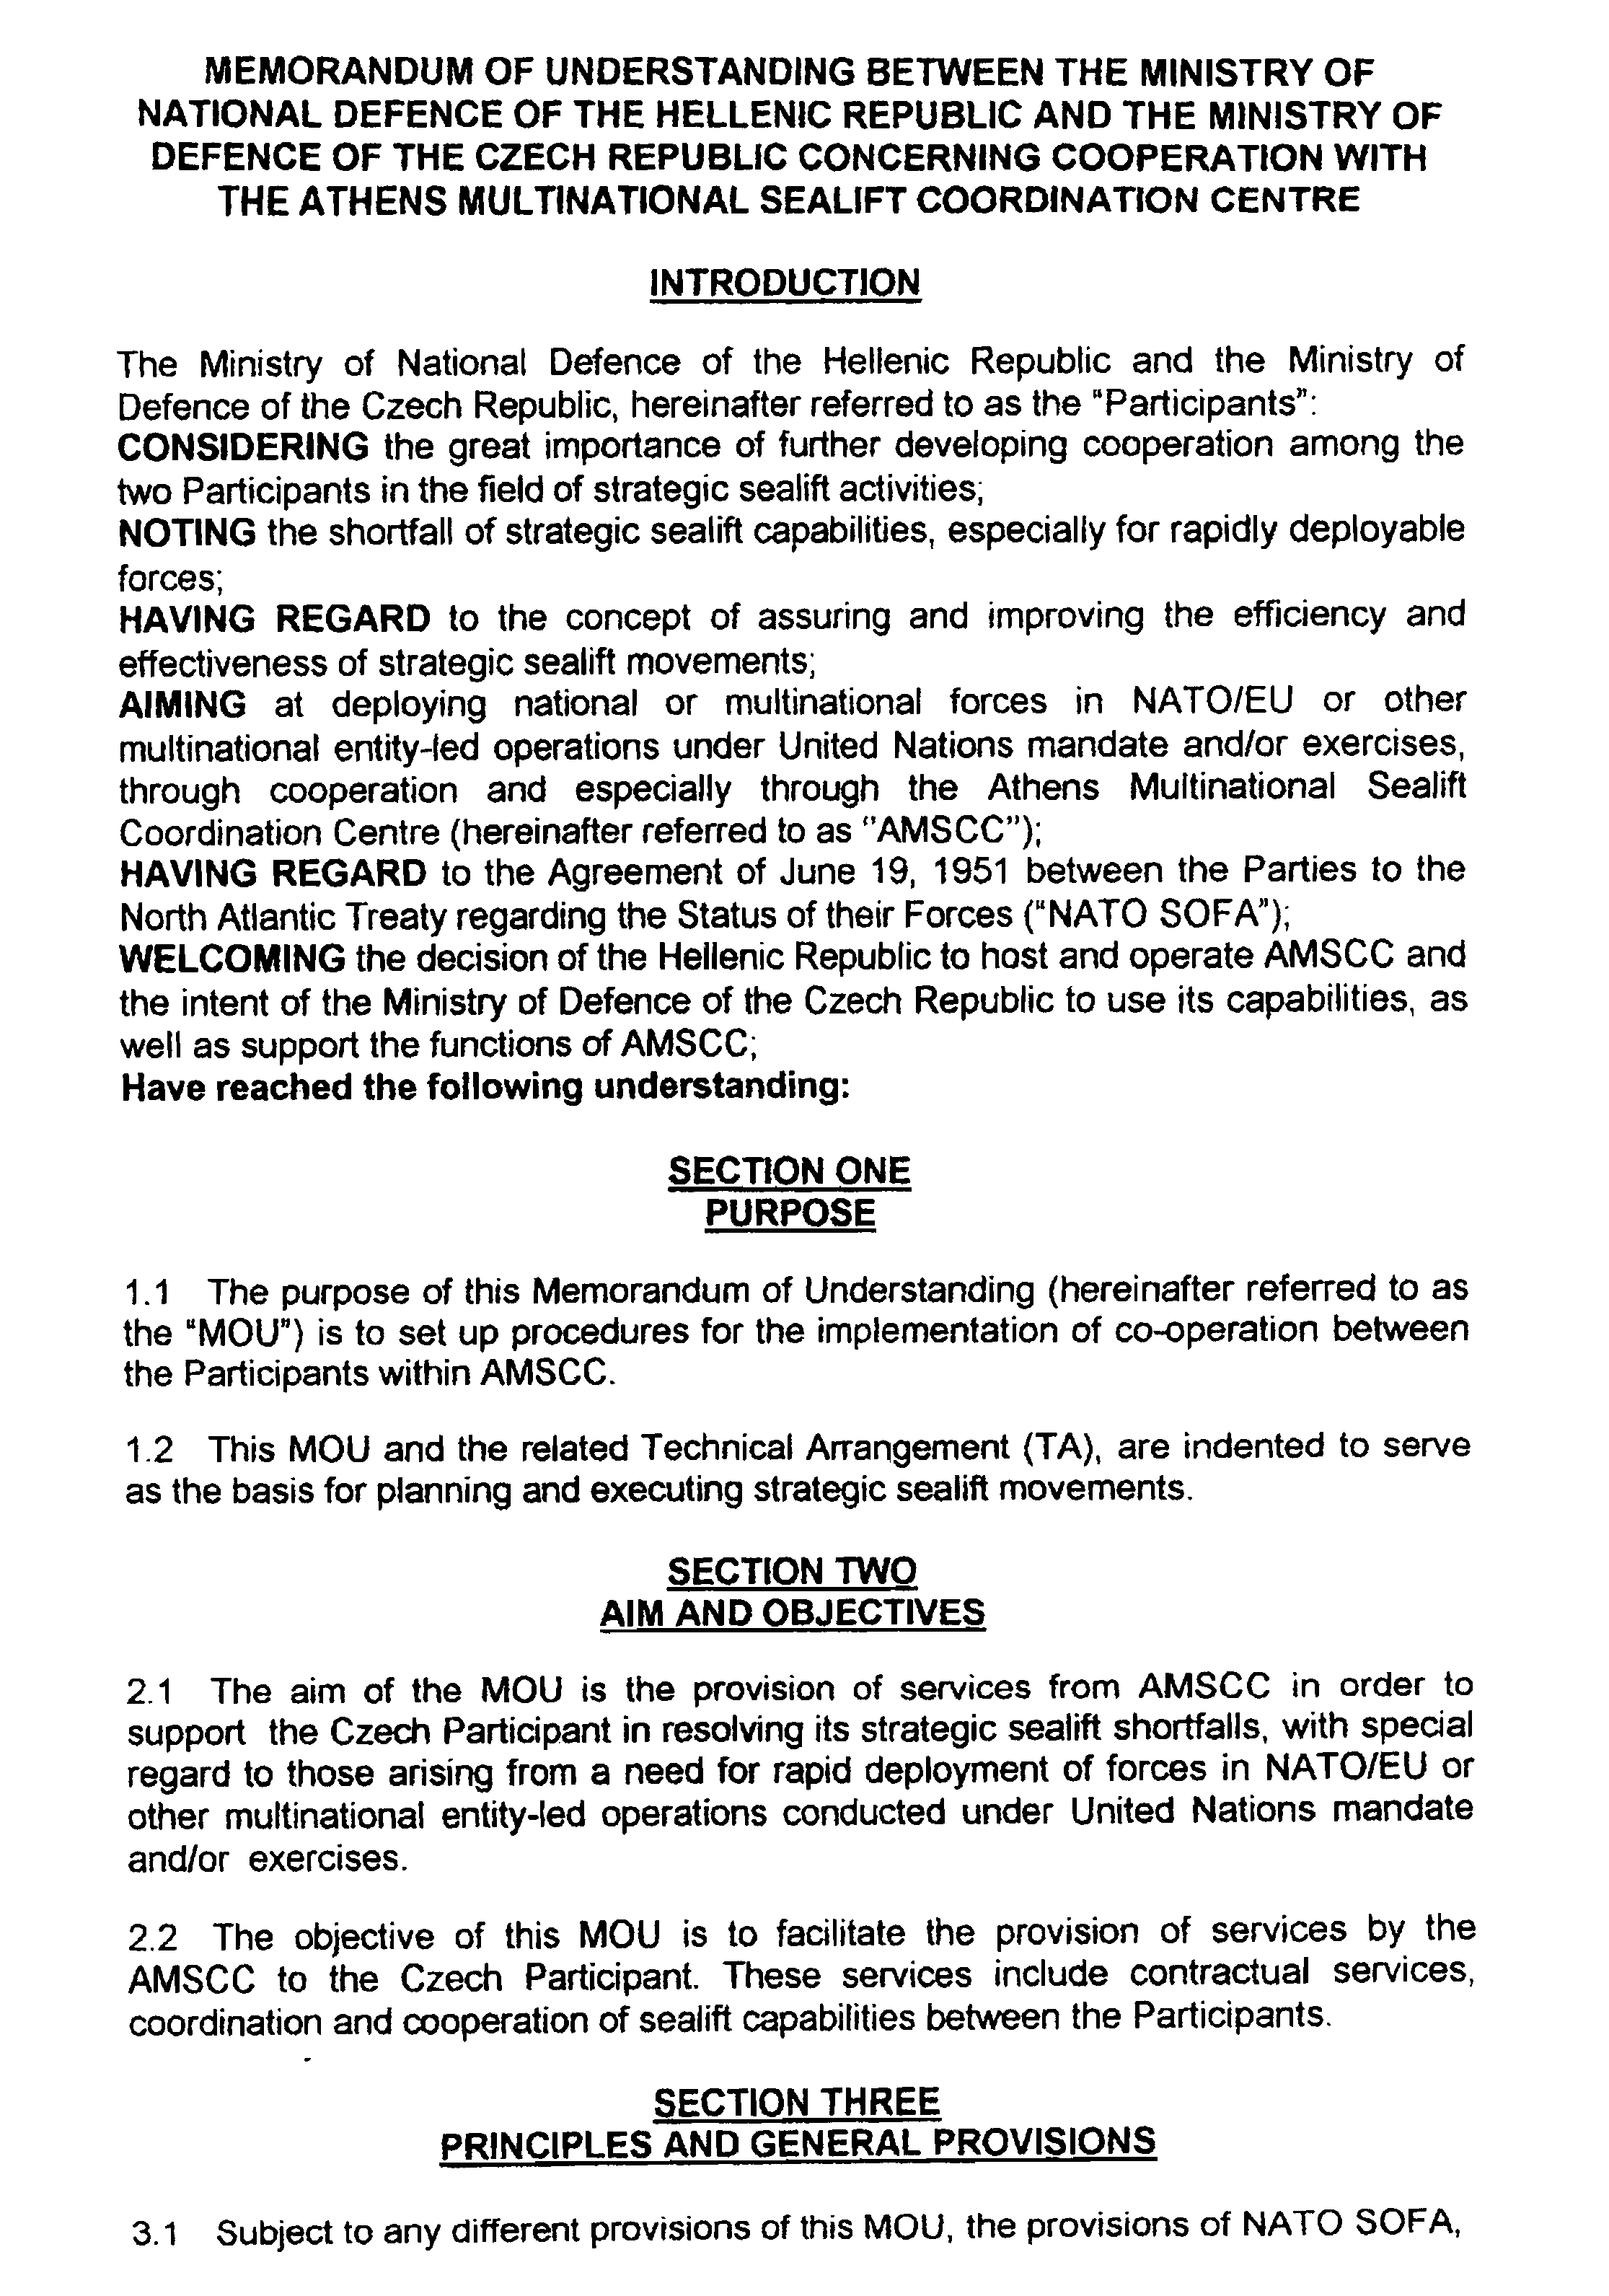 MEMORANDUM OF UNDERSTANDING BETWEEN THE MINISTRY OF
NATIONAL DEFENCE OF THE HELLENIC REPUBLIC AND THE MINISTRY OF
DEFENCE OF THE CZECH REPUBLIC CONCERNING COOPERATION WITH
THE ATHENS MULTINATIONAL SEALIFT COORDINATION CENTRE
INTRODUCTION
The Ministry of National Defence of the Hellenic Republic and the Ministry of
Defence of the Czech Republic, hereinafter referred to as the "Participants":
CONSIDERING the great importance of further developing cooperation among the
two Participants in the field of strategic sealift activities;
NOTING the shortfall of strategic sealift capabilities, especially for rapidly deployable
forces;
HAVING REGARD to the concept of assuring and improving the efficiency and
effectiveness of strategic sealift movements;
AIMING at deploying national or multinational forces in NATO/EU or other
multinational entity-led operations under United Nations mandate and/or exercises,
through cooperation and especially through the Athens Multinational Sealift
Coordination Centre (hereinafter referred to as "AMSCC");
HAVING REGARD to the Agreement of June 19, 1951 between the Parties to the
North Atlantic Treaty regarding the Status of their Forces ("NATO SOFA");
WELCOMING the decision of the Hellenic Republic to host and operate AMSCC and
the intent of the Ministry of Defence of the Czech Republic to use its capabilities, as
well as support the functions of AMSCC;
Have reached the following understanding:
SECTION ONE
PURPOSE
1.1 The purpose of this Memorandum of Understanding (hereinafter referred to as
the "MOU") is to set up procedures for the implementation of co-operation between
the Participants within AMSCC.
1.2 This MOU and the related Technical Arrangement (TA), are indented to serve
as the basis for planning and executing strategic sealift movements.
SECTION TWO
AIM AND OBJECTIVES
2.1 The aim of the MOU is the provision of services from AMSCC in order to
support the Czech Participant in resolving its strategic sealift shortfalls, with special
regard to those arising from a need for rapid deployment of forces in NATO/EU or
other multinational entity-led operations conducted under United Nations mandate
and/or exercises.
2.2 The objective of this MOU is to facilitate the provision of services by the
AMSCC to the Czech Participant. These services include contractual services,
coordination and cooperation of sealift capabilities between the Participants.
SECTION THREE
PRINCIPLES AND GENERAL PROVISIONS
3.1 Subject to any different provisions of this MOU, the provisions of NATO SOFA,